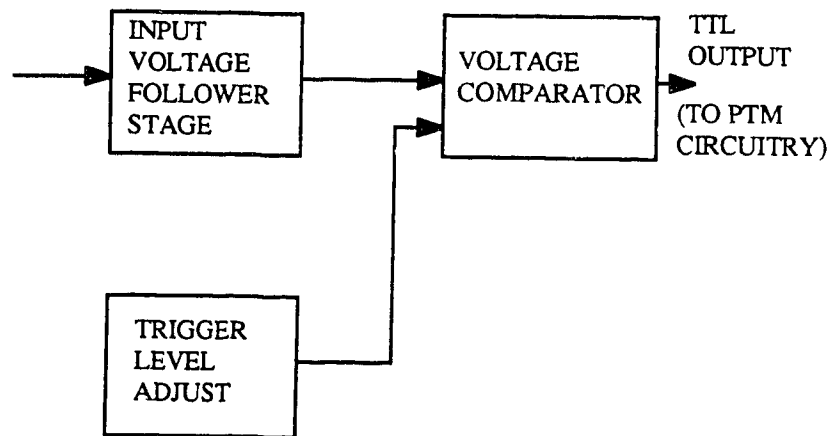 INPUT
VOLTAGE
FOLLOWER
STAGE
VOLTAGE
COMPARATOR
TTL
OUTPUT
(TO PTM
CIRCUITRY)
TRIGGER
LEVEL
ADJUST